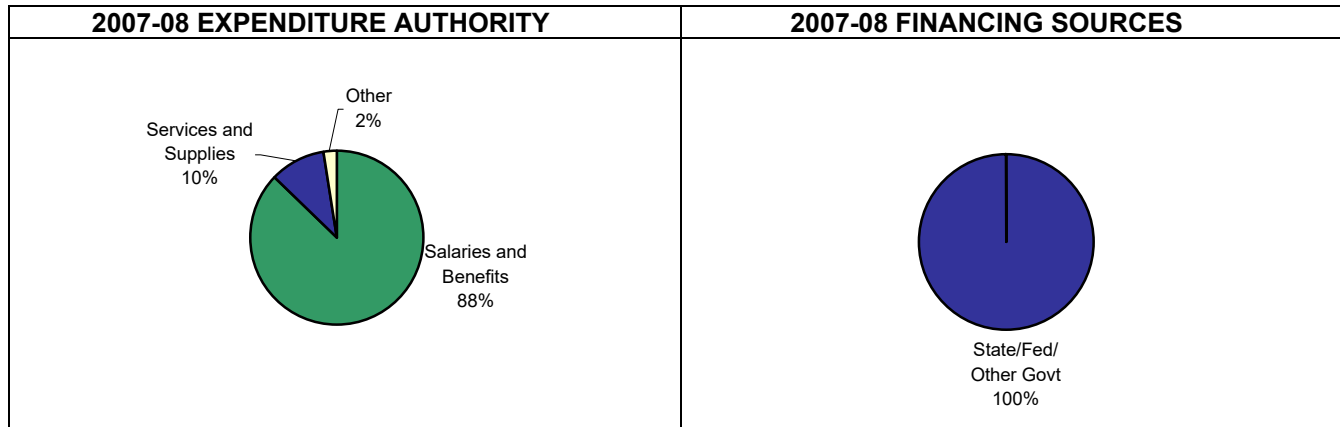 2007-08 EXPENDITURE AUTHORITY
Other
2%
Services and
Supplies
10%
Salaries and
Benefits
88%
2007-08 FINANCING SOURCES
State/Fed/
Other Govt
100%